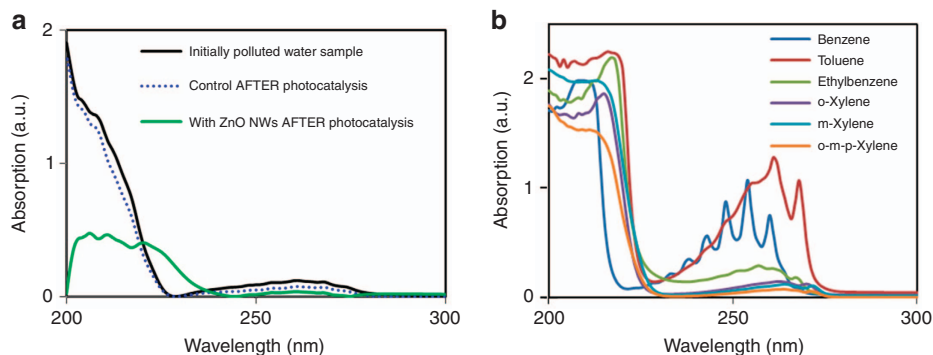 a
2
1
0
200
250
300
Absorption (a.u.)
Wavelength (nm)
Initially polluted water sample
Control AFTER photocatalysis
With ZnO NWs AFTER photocatalysis
b
2
1
0
200
250
300
Absorption (a.u.)
Wavelength (nm)
Benzene
Toluene
Ethylbenzene
o-Xylene
m-Xylene
o-m-p-Xylene